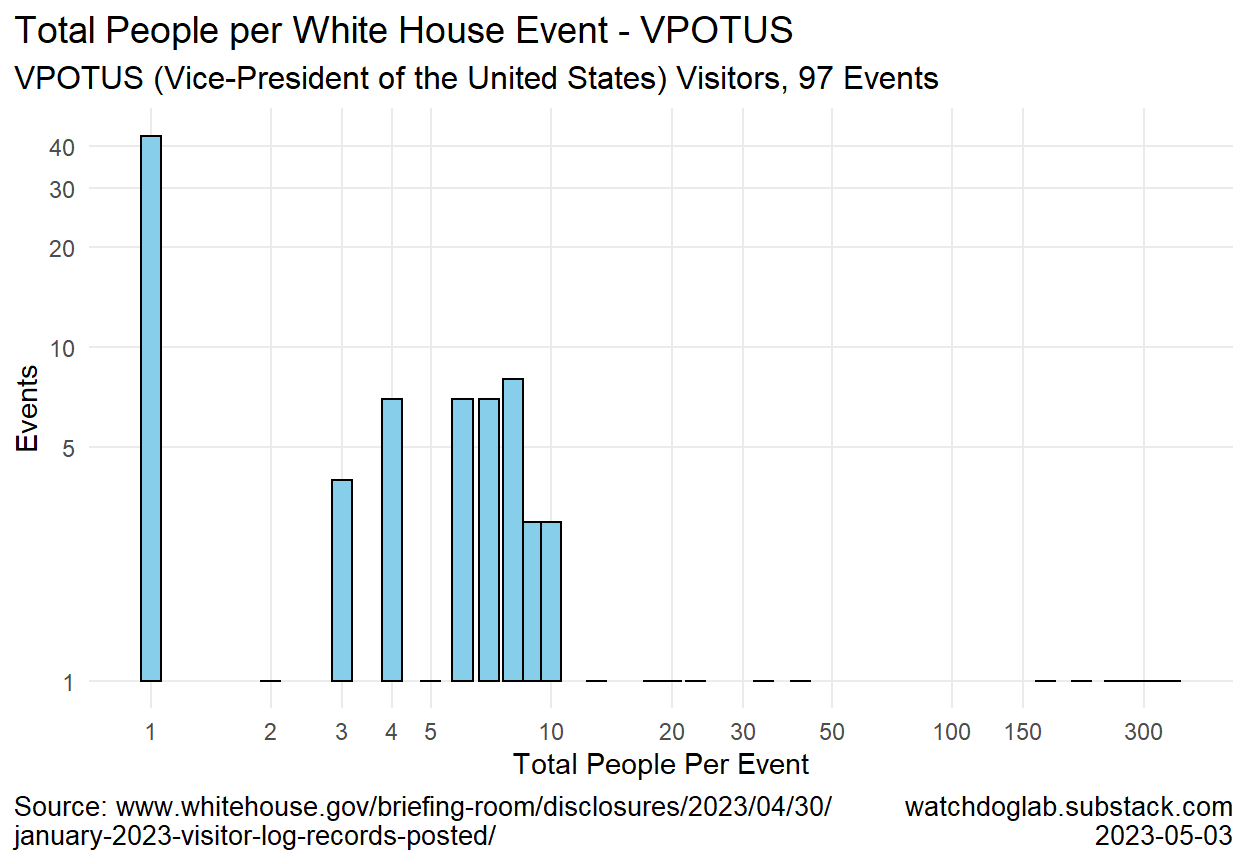 Total People per White House Event - VPOTUS
VPOTUS (Vice-President of the United States) Visitors, 97 Events
40
30
20
10
5
1
Events
1 2 3 4 5 10 20 30 50 100 150 300
Total People Per Event
Source: www.whitehouse.gov/briefing-room/disclosures/2023/04/30/
january-2023-visitor-log-records-posted/
watchdoglab.substack.com
2023-05-03